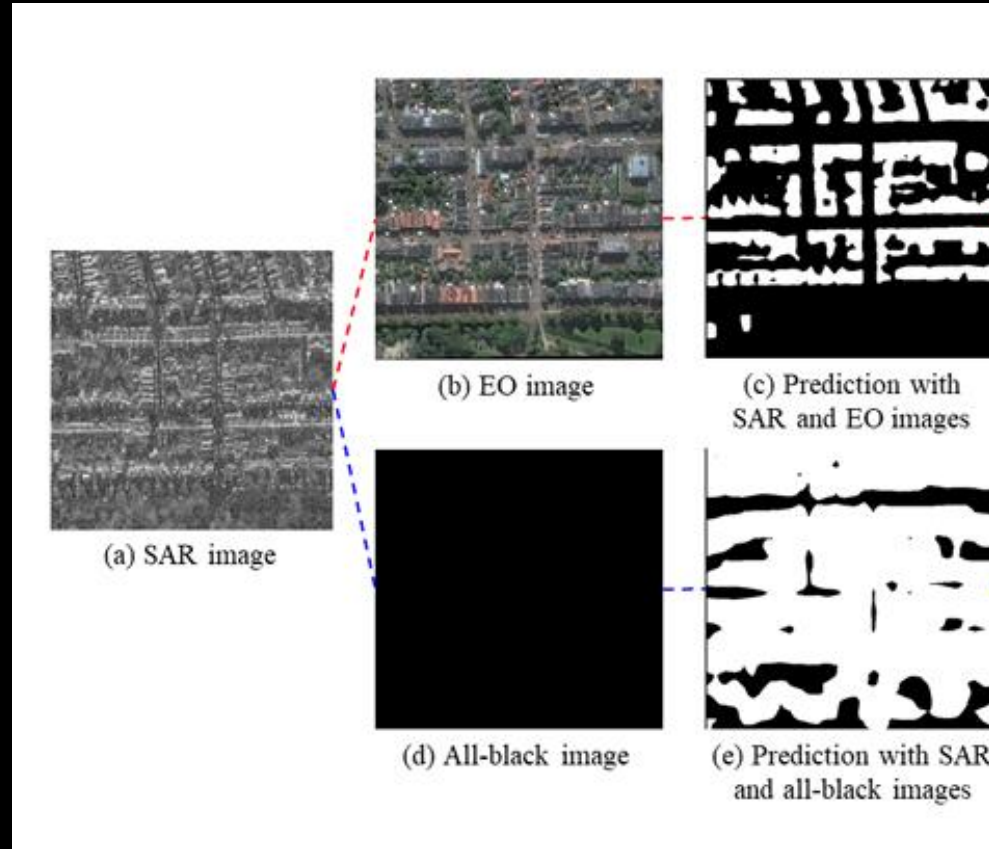 (a) SAR image
(b) EO image
(c) Prediction with
SAR and EO images
(d) All-black image
(e) Prediction with SAR
and all-black images